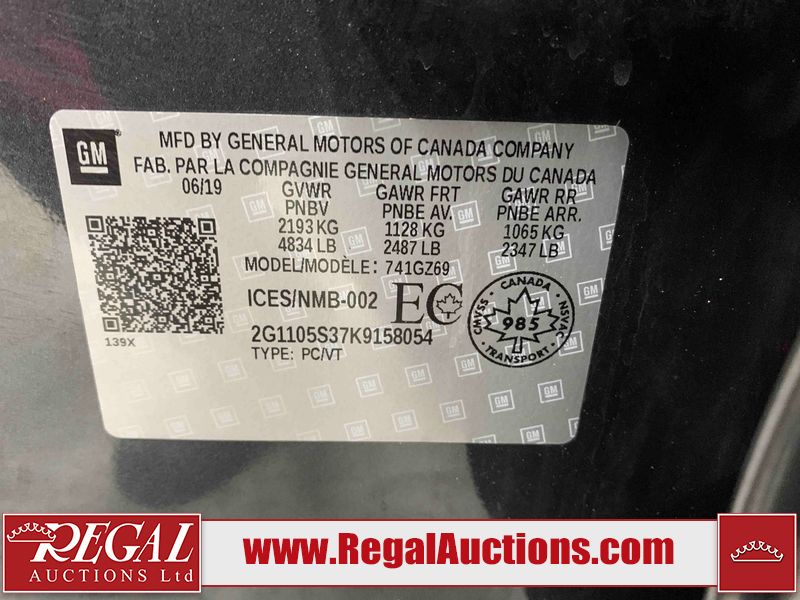 GM
MFD BY GENERAL MOTORS OF CANADA COMPANY
FAB. PAR LA COMPAGNIE GENERAL MOTORS DU CANADA
06/19 GVWR GAWR FRT GAWR RR
PNBV PNBE AV. PNBE ARR.
2193 KG 1128 KG 1065 KG
4834 LB 2487 LB 2347 LB
MODEL/MODÈLE: 741GZ69
ICES/NMB-002 EC
2G1105S37K9158054
TYPE: PC/VT
139X
CANADA
CMVSS 985 NSVAC
TRANSPORT
REGAL
AUCTIONS Ltd
www.RegalAuctions.com